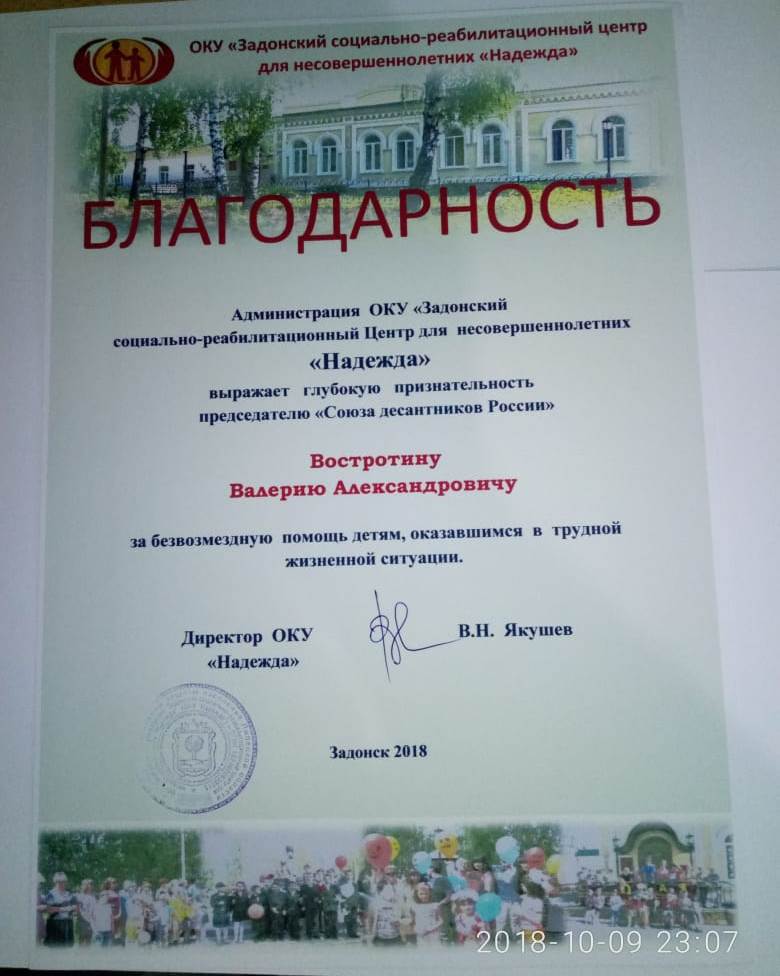 ОКУ «Задонский социально-реабилитационный центр
для несовершеннолетних «Надежда»
БЛАГОДАРНОСТЬ
Администрация ОКУ «Задонский
социально-реабилитационный Центр для несовершеннолетних
«Надежда»
выражает глубокую признательность
председателю «Союза десантников России»
Востротину
Валерию Александровичу
за безвозмездную помощь детям, оказавшимся в трудной
жизненной ситуации.
Директор ОКУ
«Надежда»
В.Н. Якушев
Задонск 2018
2018-10-09 23:07